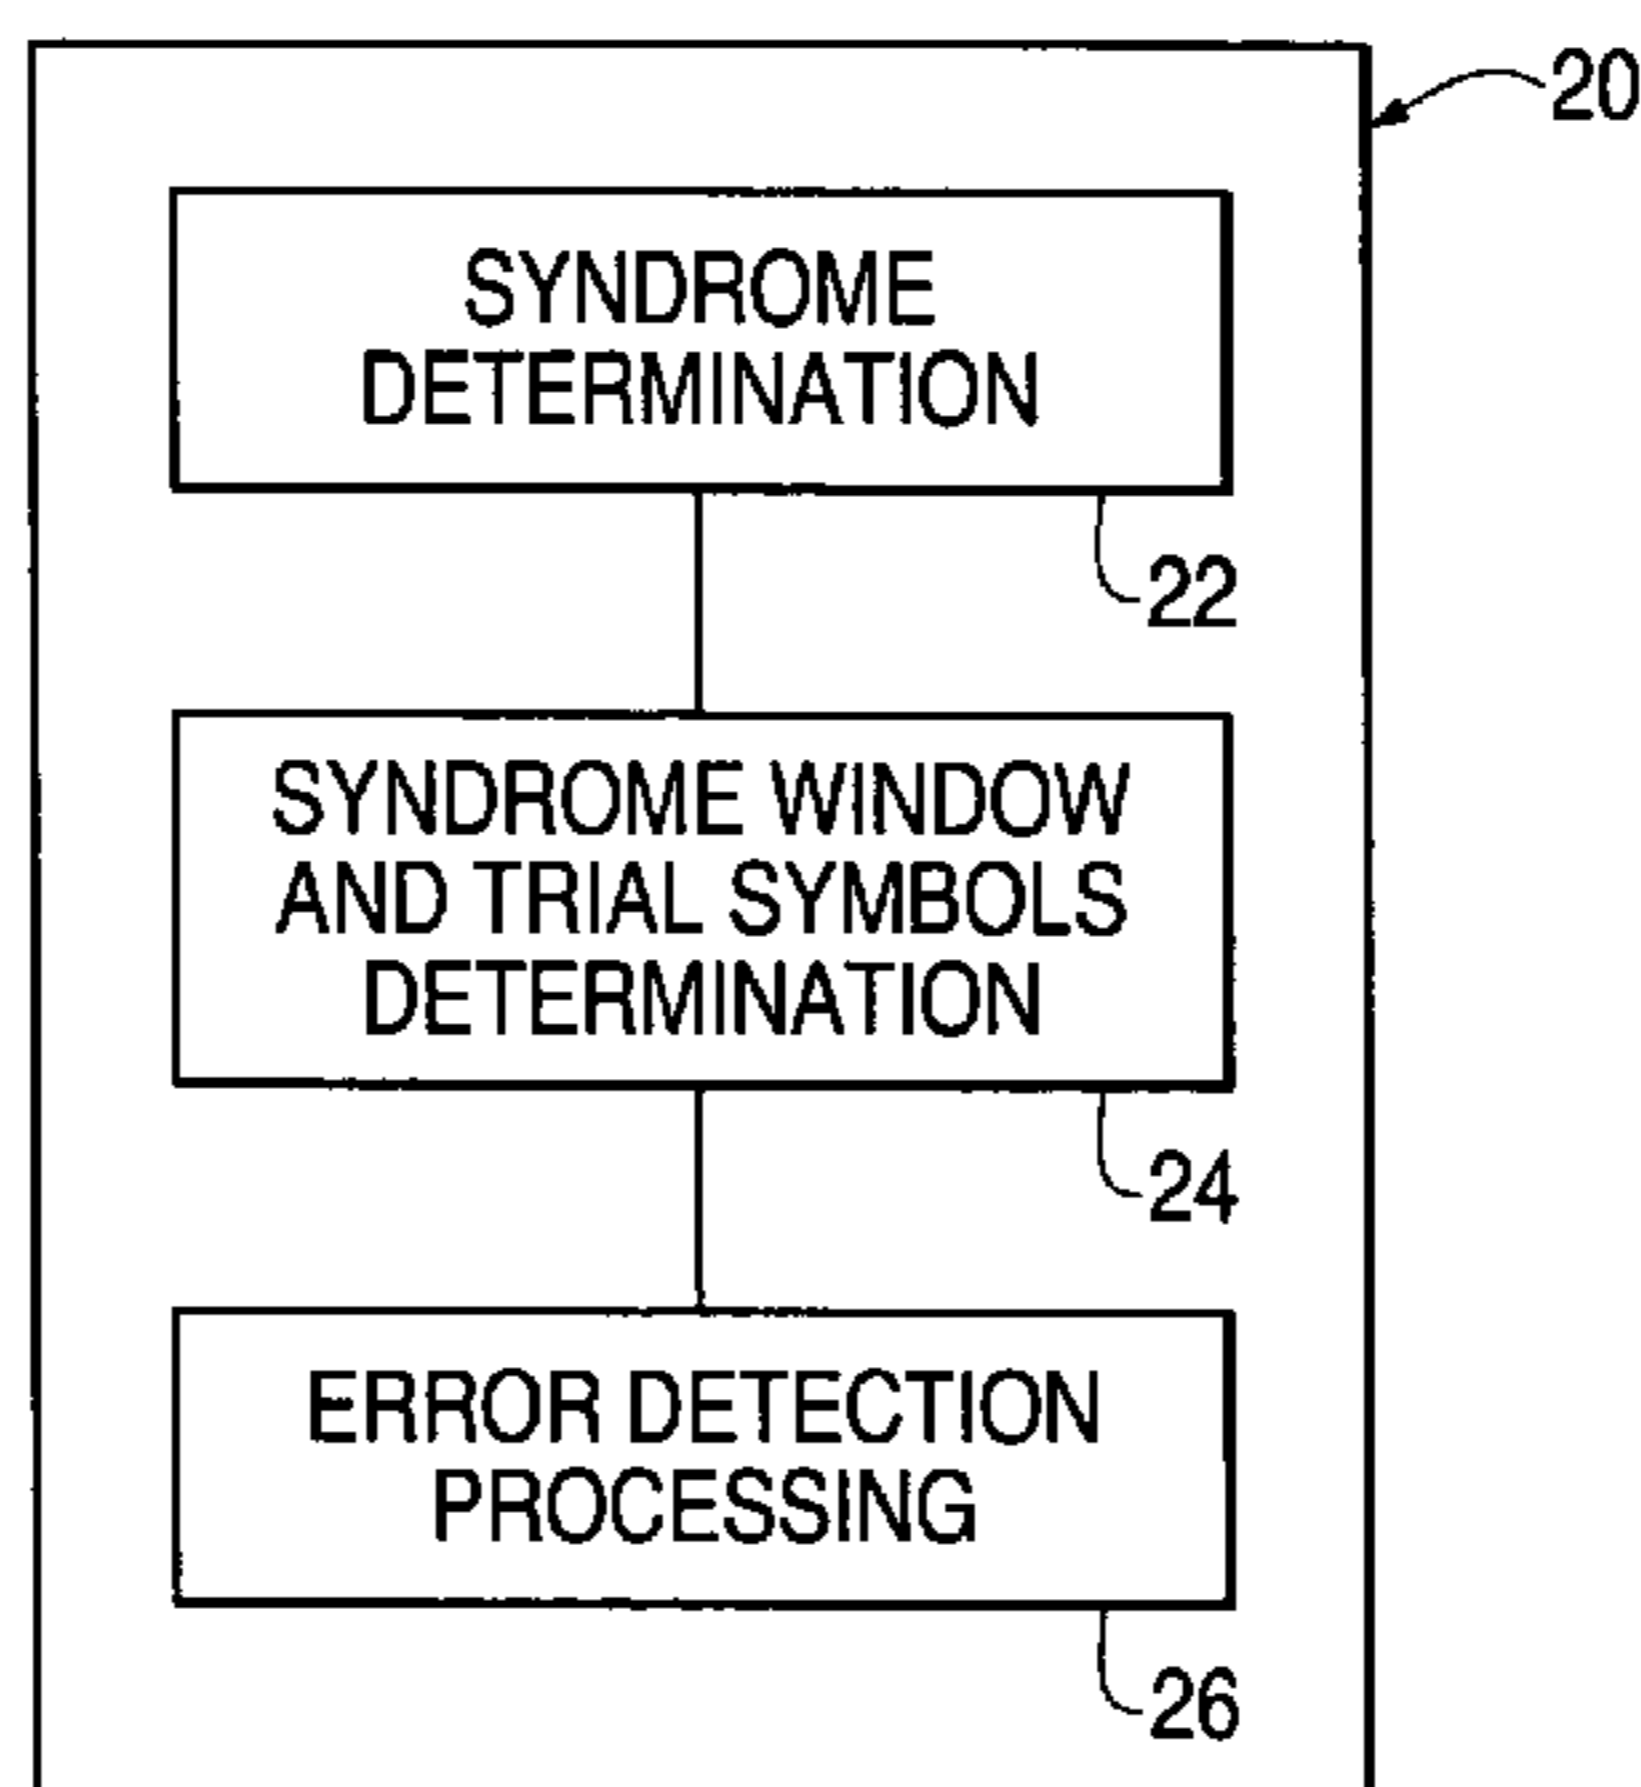 20
SYNDROME
DETERMINATION
22
SYNDROME WINDOW
AND TRIAL SYMBOLS
DETERMINATION
24
ERROR DETECTION
PROCESSING
26